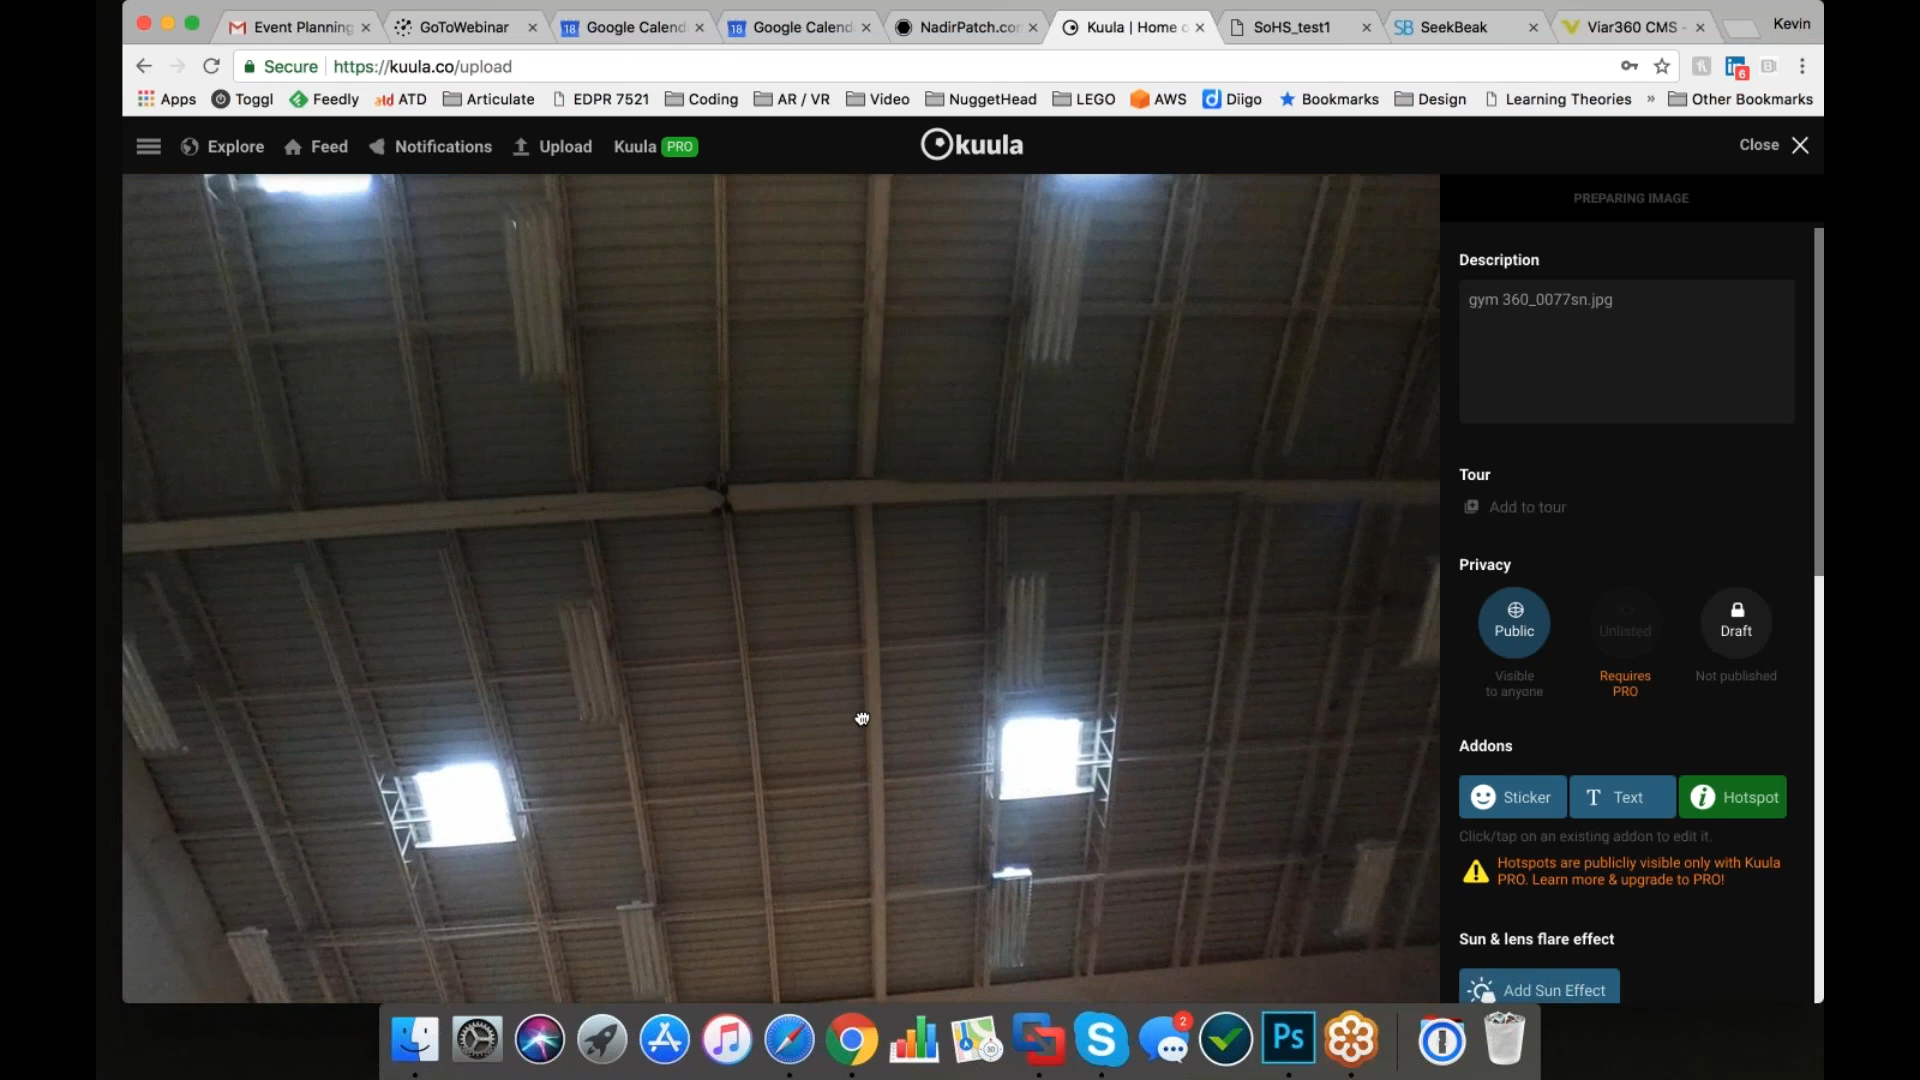 Event Planning
GoToWebinar
Google Calend
Google Calend
NadirPatch.co
Kuula | Home
SoHS_test1
SeekBeak
Viar360 CMS -
Kevin
Secure
https://kuula.co/upload
6
Apps
Toggl
Feedly
ATD
Articulate
EDPR 7521
Coding
AR / VR
Video
NuggetHead
LEGO
AWS
Diigo
Bookmarks
Design
Learning Theories
»
Other Bookmarks
Explore
Feed
Notifications
Upload
Kuula PRO
kuula
Close
PREPARING IMAGE
Description
gym 360_0077sn.jpg
Tour
Add to tour
Privacy
Public
Unlisted
Draft
Visible
to anyone
Requires
PRO
Not published
Addons
Sticker
Text
Hotspot
Click/tap on an existing addon to edit it.
Hotspots are publicliy visible only with Kuula
PRO. Learn more & upgrade to PRO!
Sun & lens flare effect
Add Sun Effect
2
Ps